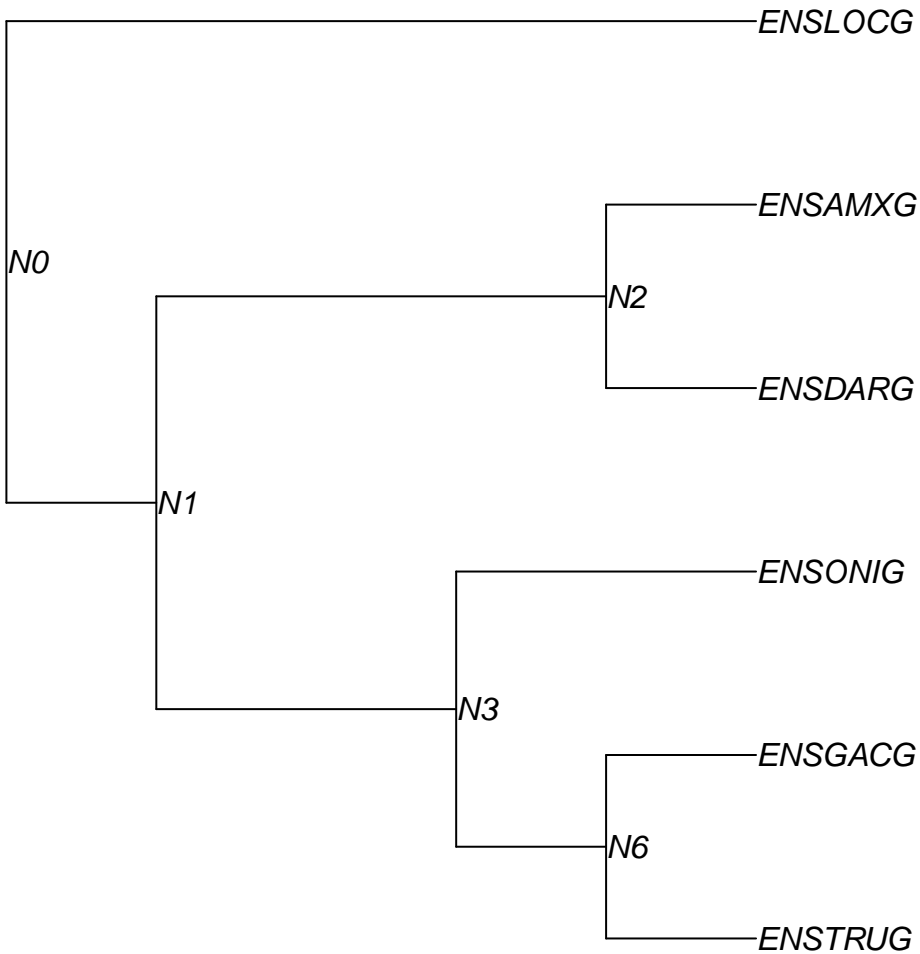 ENSLOCG
ENSAMXG
N0
N2
ENSDARG
N1
ENSONIG
N3
ENSGACG
N6
ENSTRUG